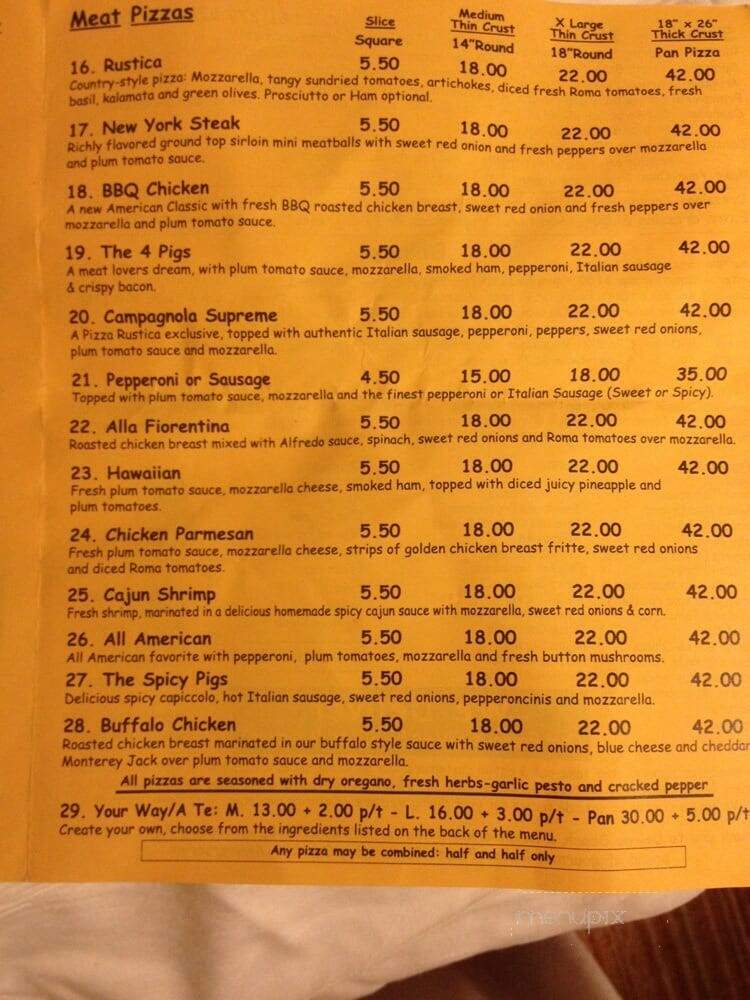 Meat Pizzas
Slice Medium X Large 18" x 26"
Thin Crust Thin Crust Thick Crust
Square 14"Round 18"Round Pan Pizza
16. Rustica 5.50 18.00 22.00 42.00
Country-style pizza: Mozzarella, tangy sundried tomatoes, artichokes, diced fresh Roma tomatoes, fresh
basil, kalamata and green olives. Prosciutto or Ham optional.
17. New York Steak 5.50 18.00 22.00 42.00
Richly flavored ground top sirloin mini meatballs with sweet red onion and fresh peppers over mozzarella
and plum tomato sauce.
18. BBQ Chicken 5.50 18.00 22.00 42.00
A new American Classic with fresh BBQ roasted chicken breast, sweet red onion and fresh peppers over
mozzarella and plum tomato sauce.
19. The 4 Pigs 5.50 18.00 22.00 42.00
A meat lovers dream, with plum tomato sauce, mozzarella, smoked ham, pepperoni, Italian sausage
& crispy bacon.
20. Campagnola Supreme 5.50 18.00 22.00 42.00
A Pizza Rustica exclusive, topped with authentic Italian sausage, pepperoni, peppers, sweet red onions,
plum tomato sauce and mozzarella.
21. Pepperoni or Sausage 4.50 15.00 18.00 35.00
Topped with plum tomato sauce, mozzarella and the finest pepperoni or Italian Sausage (Sweet or Spicy).
22. Alla Fiorentina 5.50 18.00 22.00 42.00
Roasted chicken breast mixed with Alfredo sauce, spinach, sweet red onions and Roma tomatoes over mozzarella.
23. Hawaiian 5.50 18.00 22.00 42.00
Fresh plum tomato sauce, mozzarella cheese, smoked ham, topped with diced juicy pineapple and
plum tomatoes.
24. Chicken Parmesan 5.50 18.00 22.00 42.00
Fresh plum tomato sauce, mozzarella cheese, strips of golden chicken breast fritte, sweet red onions
and diced Roma tomatoes.
25. Cajun Shrimp 5.50 18.00 22.00 42.00
Fresh shrimp, marinated in a delicious homemade spicy cajun sauce with mozzarella, sweet red onions & corn.
26. All American 5.50 18.00 22.00 42.00
All American favorite with pepperoni, plum tomatoes, mozzarella and fresh button mushrooms.
27. The Spicy Pigs 5.50 18.00 22.00 42.00
Delicious spicy capiccolo, hot Italian sausage, sweet red onions, pepperoncinis and mozzarella.
28. Buffalo Chicken 5.50 18.00 22.00 42.00
Roasted chicken breast marinated in our buffalo style sauce with sweet red onions, blue cheese and cheddar
Monterey Jack over plum tomato sauce and mozzarella.
All pizzas are seasoned with dry oregano, fresh herbs-garlic pesto and cracked pepper
29. Your Way/A Te: M. 13.00 + 2.00 p/t - L. 16.00 + 3.00 p/t - Pan 30.00 + 5.00 p/t
Create your own, choose from the ingredients listed on the back of the menu.
Any pizza may be combined: half and half only
menupix